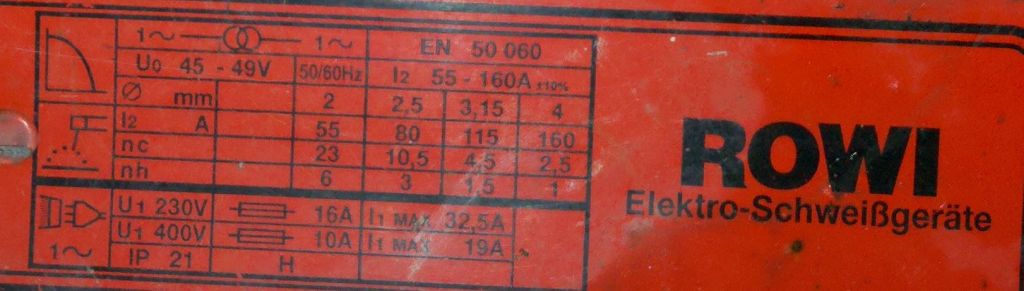 1~ 1~ EN 50 060
U0 45 - 49V 50/60Hz I2 55 - 160A ±10%
Ø mm 2 2,5 3,15 4
I2 A 55 80 115 160
nc 23 10,5 4,5 2,5
nh 6 3 1,5 1
U1 230V 16A I1 MAX 32,5A
U1 400V 10A I1 MAX 19A
1~ IP 21 H
ROWI
Elektro-Schweißgeräte